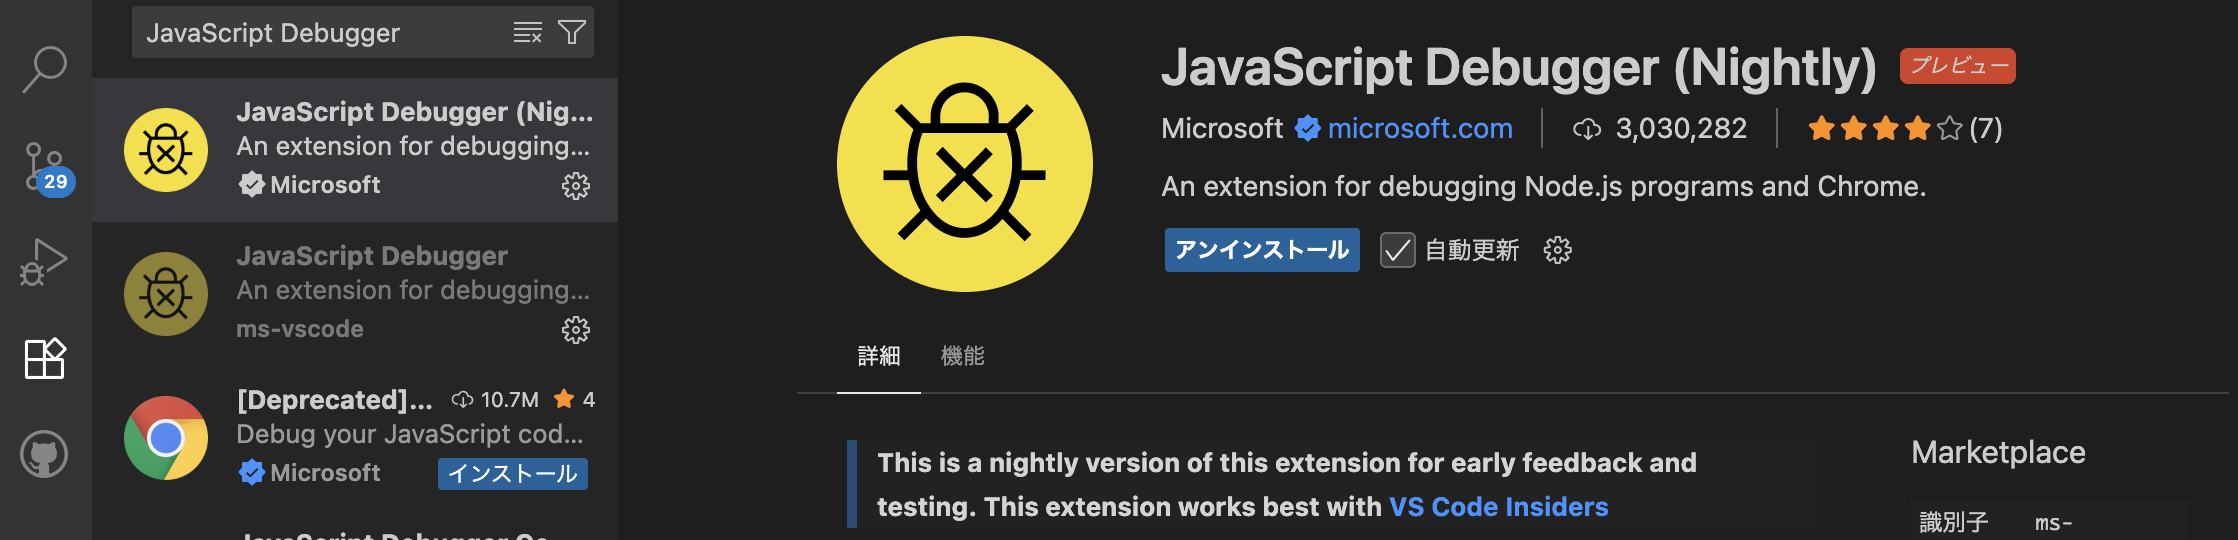 JavaScript Debugger
29
JavaScript Debugger (Nig...
An extension for debugging...
Microsoft
JavaScript Debugger
An extension for debugging...
ms-vscode
[Deprecated]... 10.7M 4
Debug your JavaScript cod...
Microsoft インストール
JavaScript Debugger (Nightly) プレビュー
Microsoft microsoft.com 3,030,282 (7)
An extension for debugging Node.js programs and Chrome.
アンインストール 自動更新
詳細 機能
This is a nightly version of this extension for early feedback and
testing. This extension works best with VS Code Insiders
Marketplace
識別子 ms-